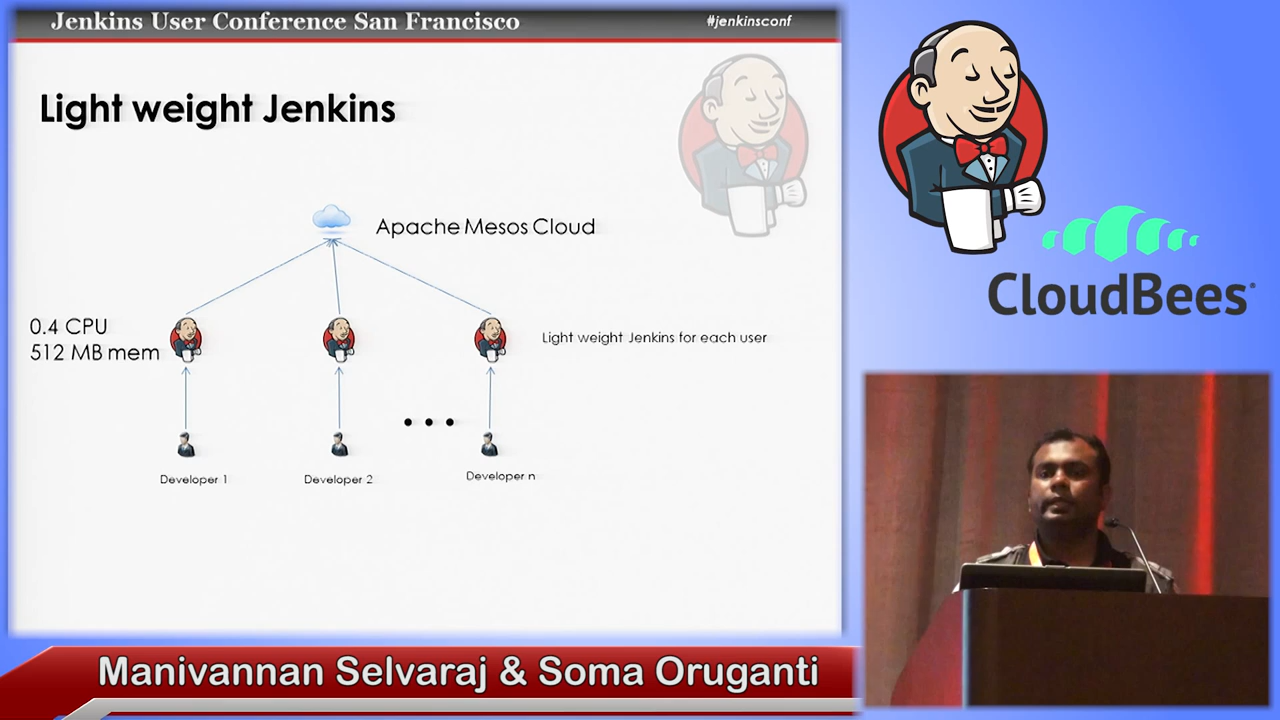 Jenkins User Conference San Francisco
#jenkinsconf
Light weight Jenkins
Apache Mesos Cloud
0.4 CPU
512 MB mem
Light weight Jenkins for each user
Developer 1
Developer 2
Developer n
CloudBees
Manivannan Selvaraj & Soma Oruganti